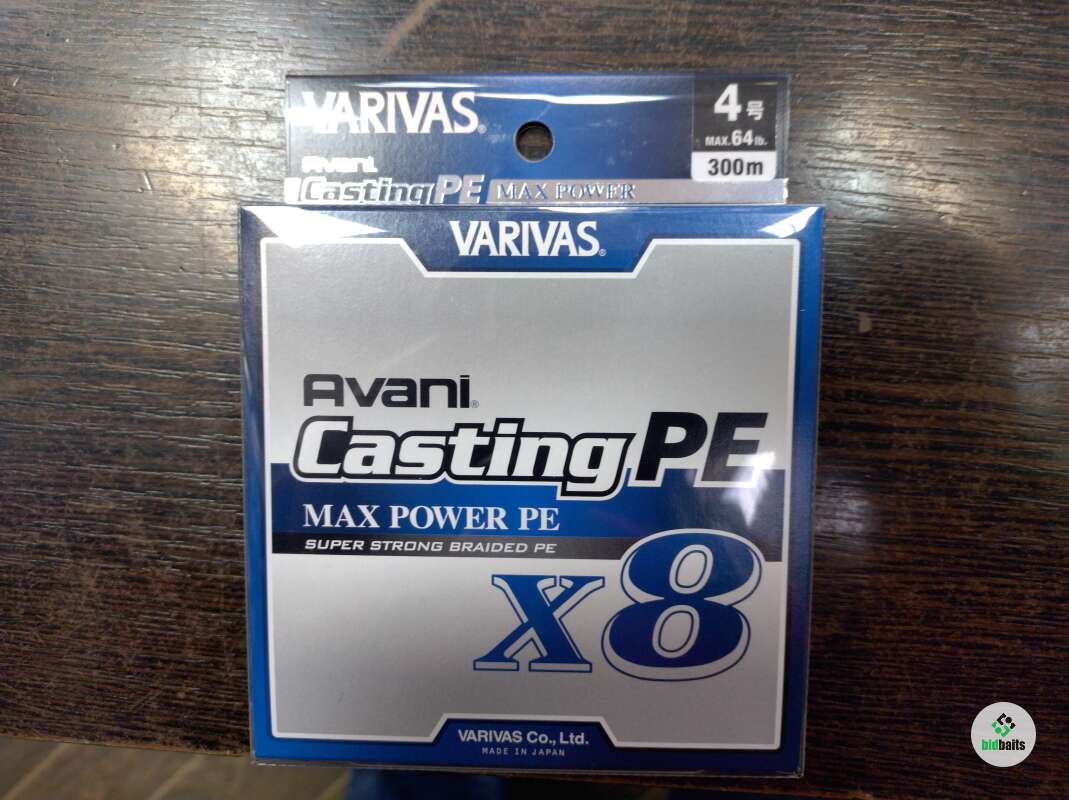 VARIVAS®
4号
MAX.64lb.
300m
Avani
Casting PE MAX POWER
VARIVAS®
Avani®
Casting PE
MAX POWER PE
SUPER STRONG BRAIDED PE
X8
VARIVAS Co., Ltd.
MADE IN JAPAN
bidbaits